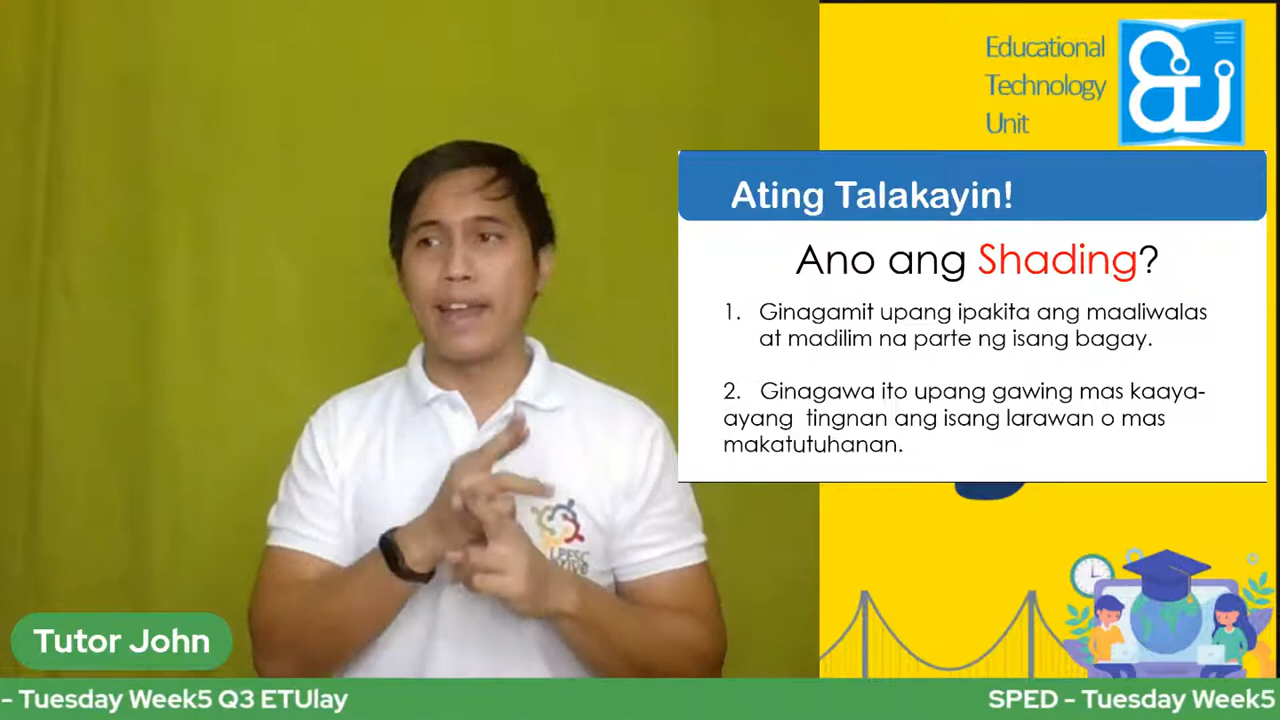 Educational
Technology
Unit
Ating Talakayin!
Ano ang Shading?
1. Ginagamit upang ipakita ang maaliwalas
at madilim na parte ng isang bagay.
2. Ginagawa ito upang gawing mas kaaya-
ayang tingnan ang isang larawan o mas
makatutuhanan.
Tutor John
- Tuesday Week5 Q3 ETUlay
SPED - Tuesday Week5